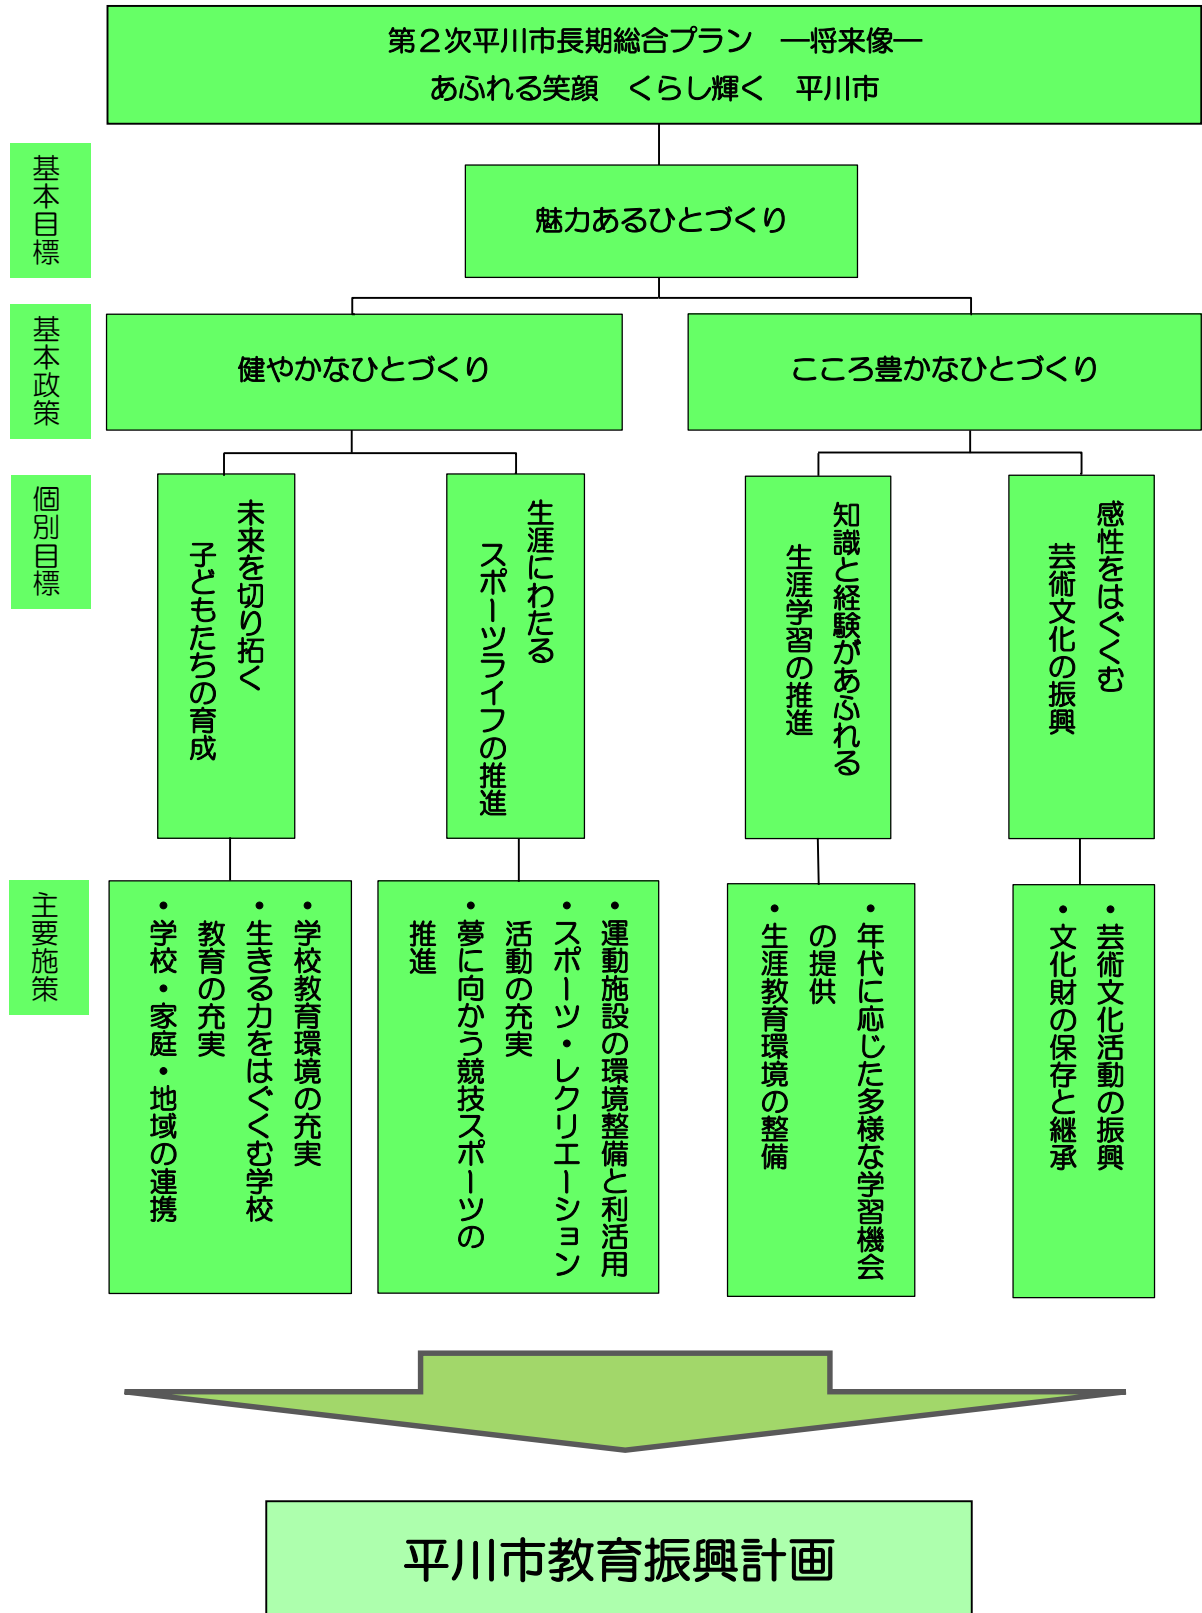 第２次平川市長期総合プラン　―将来像―
あふれる笑顔　くらし輝く　平川市
基本目標
魅力あるひとづくり
基本政策
健やかなひとづくり
こころ豊かなひとづくり
個別目標
未来を切り拓く
子どもたちの育成
生涯にわたる
スポーツライフの推進
知識と経験があふれる
生涯学習の推進
感性をはぐくむ
芸術文化の振興
主要施策
・学校教育環境の充実
・生きる力をはぐくむ学校
教育の充実
・学校・家庭・地域の連携
・運動施設の環境整備と利活用
・スポーツ・レクリエーション
活動の充実
・夢に向かう競技スポーツの
推進
・年代に応じた多様な学習機会
の提供
・生涯教育環境の整備
・芸術文化活動の振興
・文化財の保存と継承
平川市教育振興計画